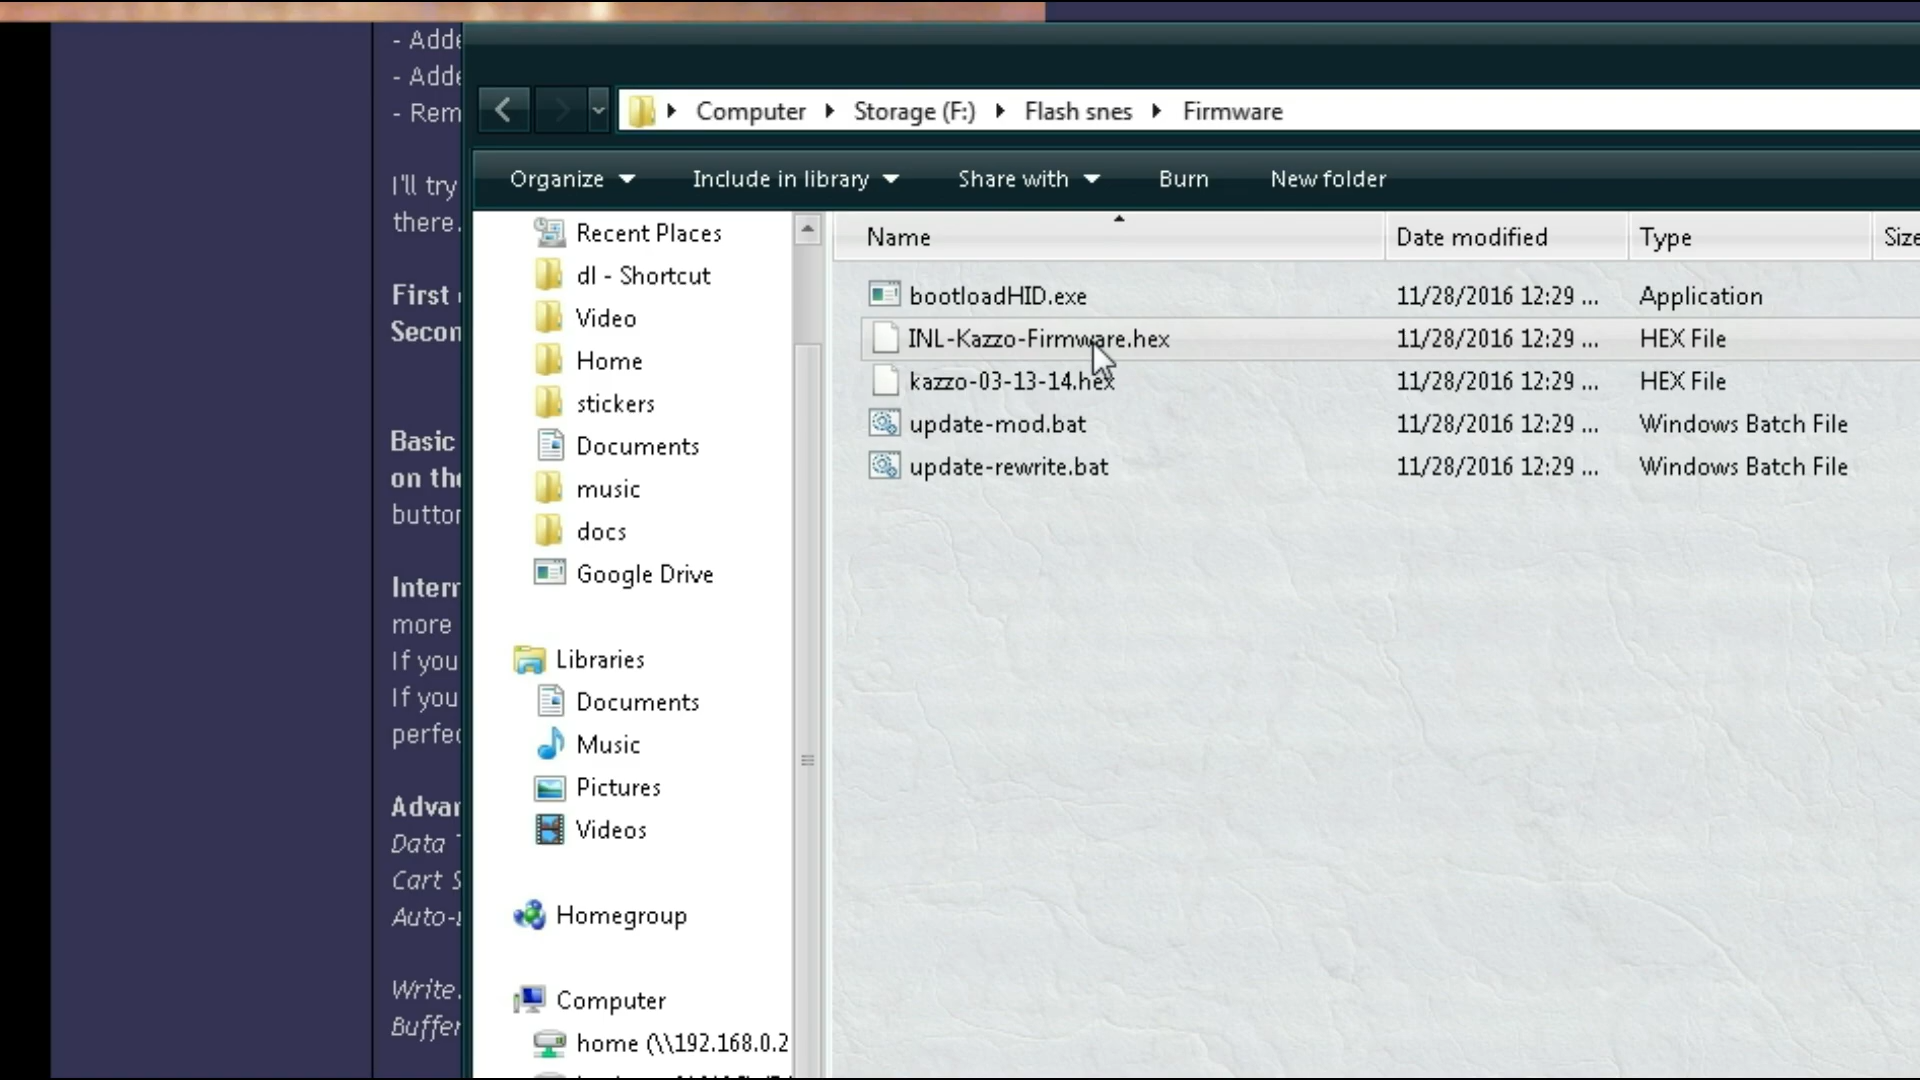 - Adde
- Adde
- Rem
I'll try
there.
First
Secon
Basic
on the
button
Intern
more
If you
If you
perfec
Advan
Data
Cart S
Auto-
Write.
Buffer
Computer Storage (F:) Flash snes Firmware
Organize Include in library Share with Burn New folder
Recent Places
dl - Shortcut
Video
Home
stickers
Documents
music
docs
Google Drive
Libraries
Documents
Music
Pictures
Videos
Homegroup
Computer
home (\\192.168.0.2
Name Date modified Type Size
bootloadHID.exe 11/28/2016 12:29 ... Application
INL-Kazzo-Firmware.hex 11/28/2016 12:29 ... HEX File
kazzo-03-13-14.hex 11/28/2016 12:29 ... HEX File
update-mod.bat 11/28/2016 12:29 ... Windows Batch File
update-rewrite.bat 11/28/2016 12:29 ... Windows Batch File